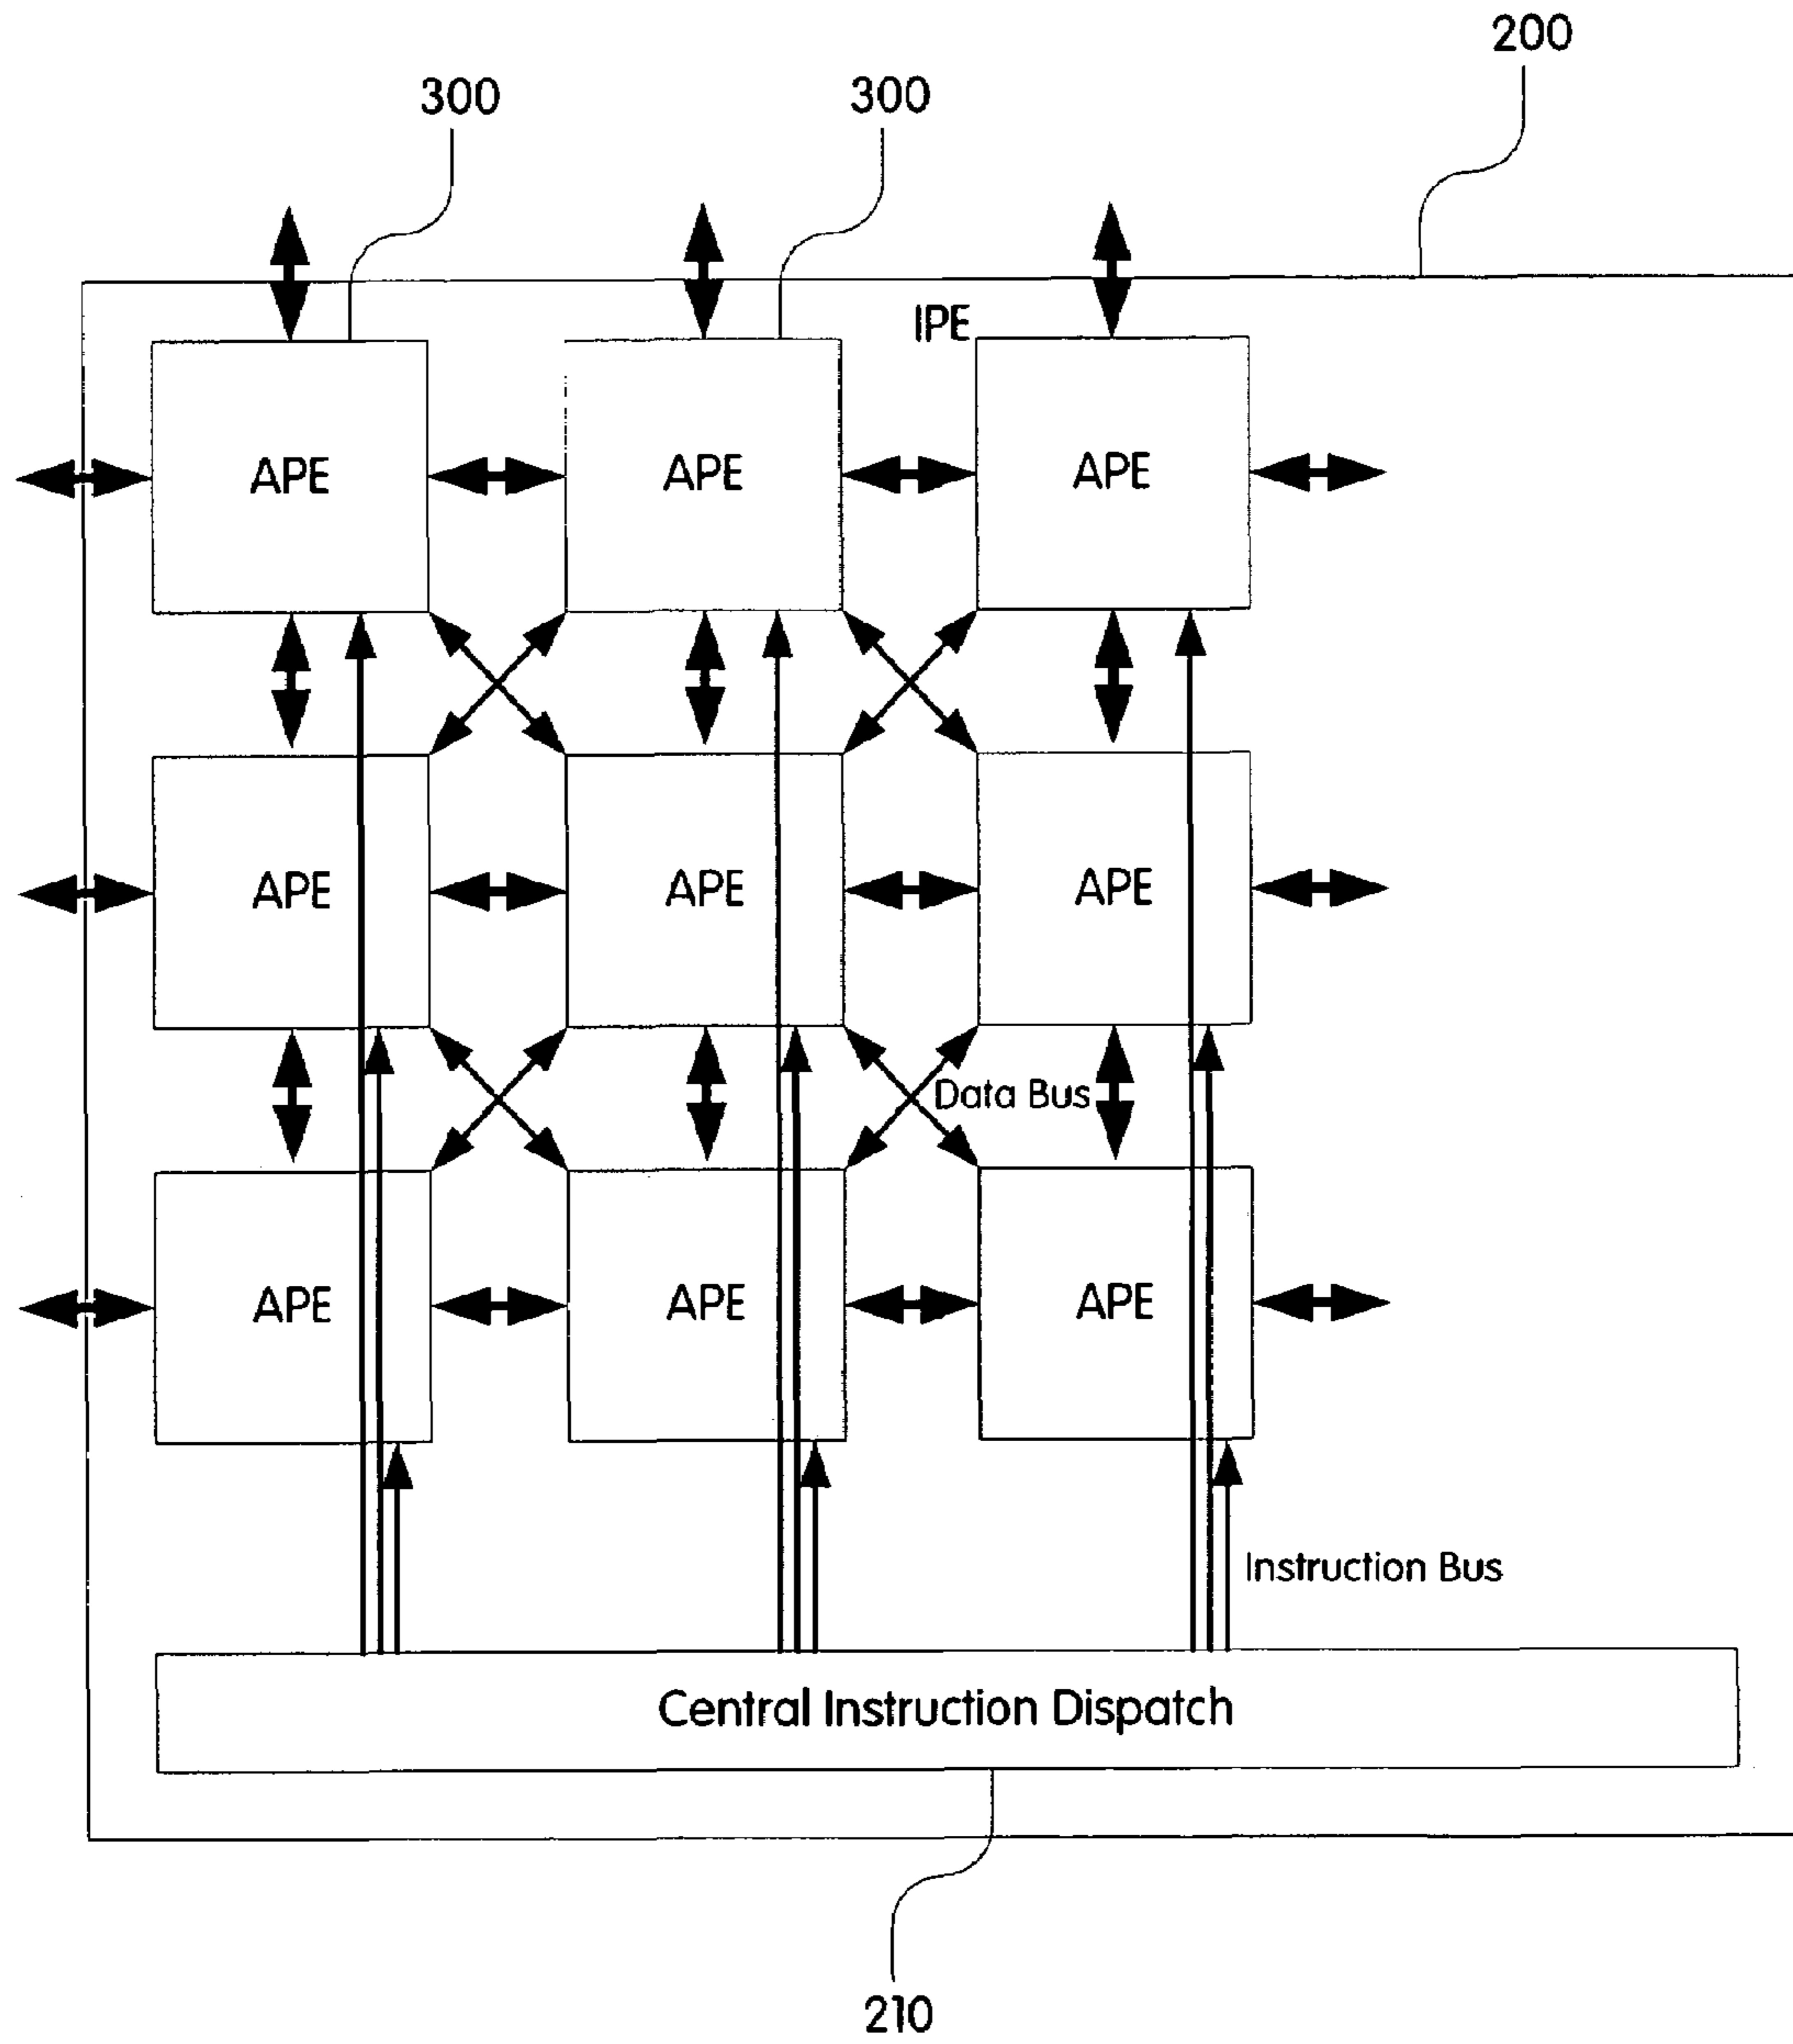 200
300
300
IPE
APE
APE
APE
APE
APE
APE
Data Bus
APE
APE
APE
Instruction Bus
Central Instruction Dispatch
210